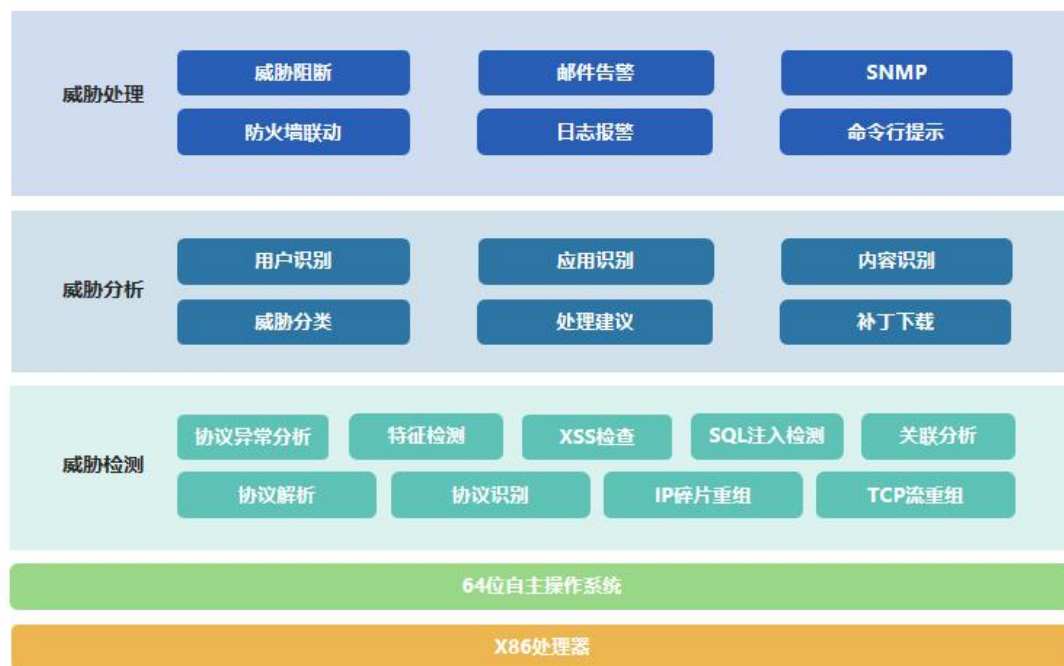 威胁处理
威胁阻断
邮件告警
SNMP
防火墙联动
日志报警
命令行提示
威胁分析
用户识别
应用识别
内容识别
威胁分类
处理建议
补丁下载
威胁检测
协议异常分析
特征检测
XSS检查
SQL注入检测
关联分析
协议解析
协议识别
IP碎片重组
TCP流重组
64位自主操作系统
X86处理器